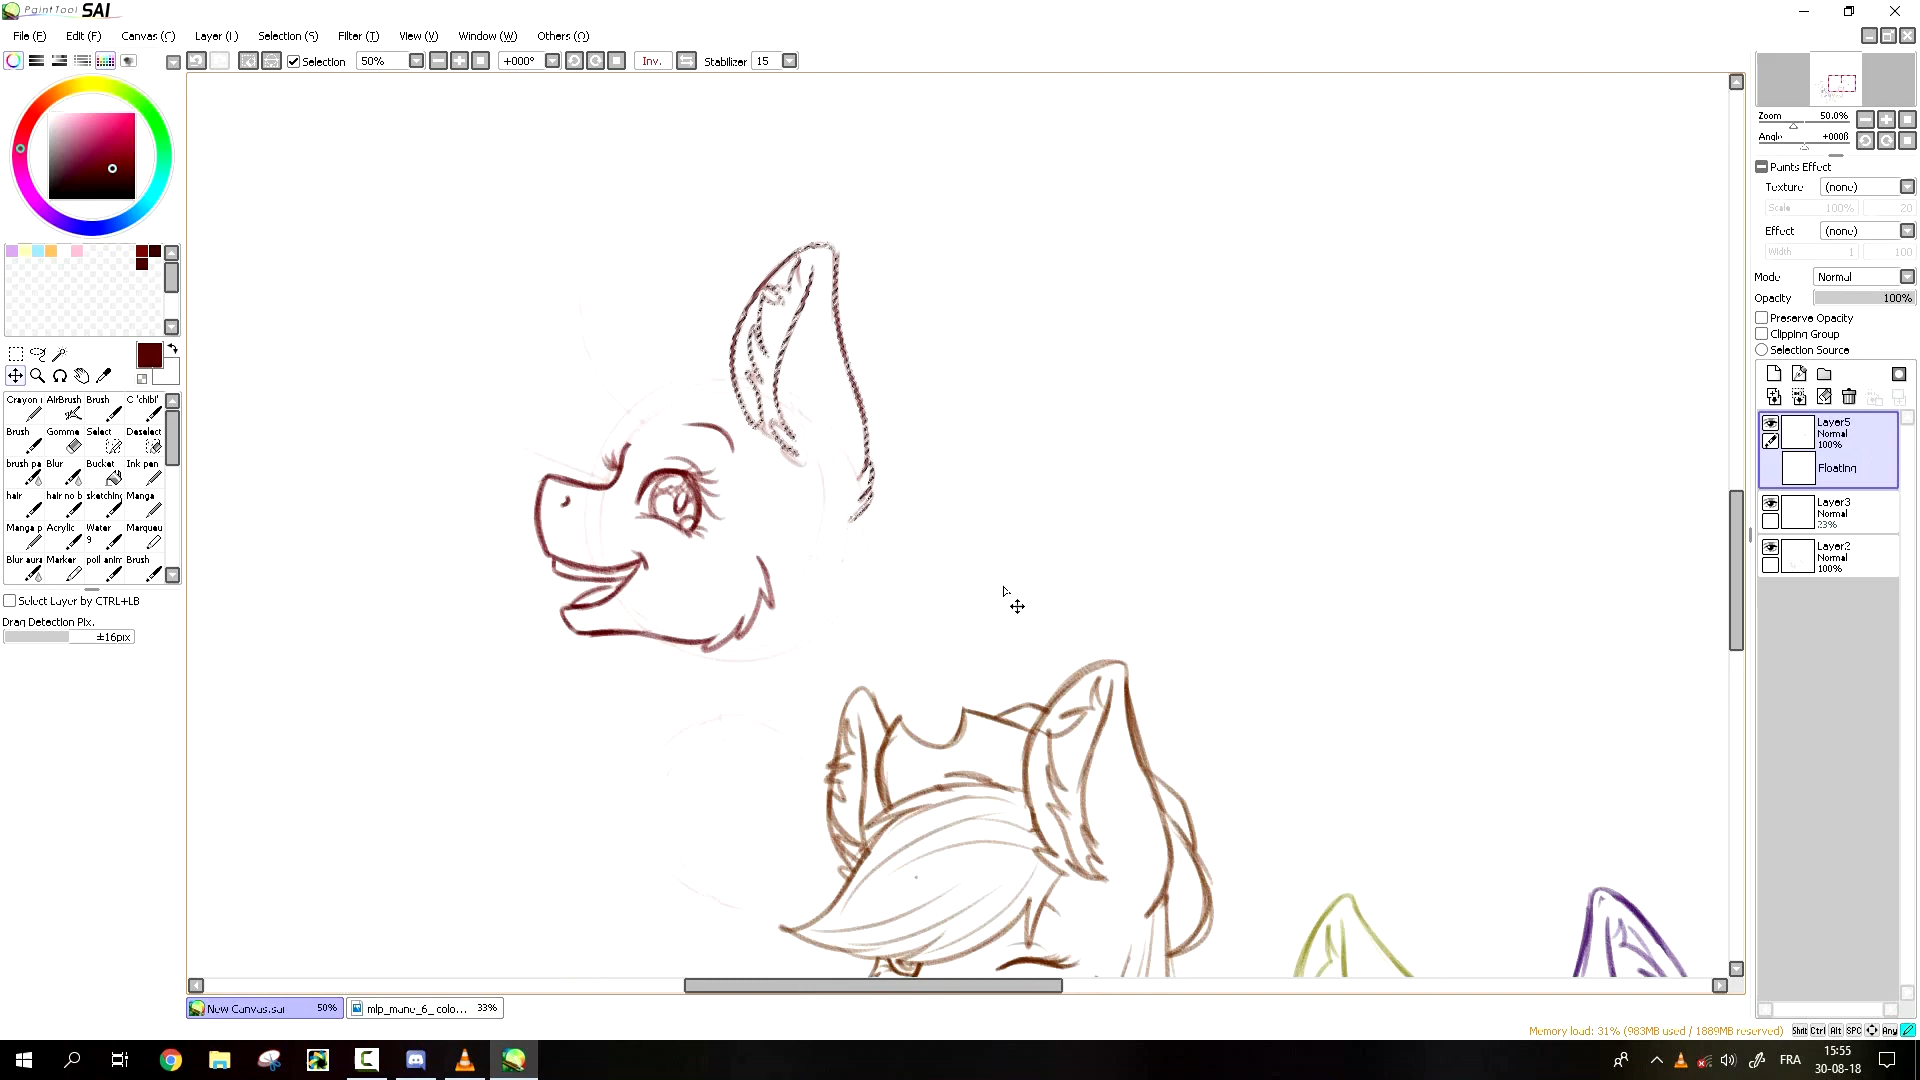 PaintTool SAI
File (F) Edit (E) Canvas (C) Layer (L) Selection (S) Filter (T) View (V) Window (W) Others (O)
Selection 50% +000° Inv. Stabilizer 15
Zoom 50.0%
Angle +000ß
Paints Effect
Texture (none)
Scale 100% 20
Effect (none)
Width 1 100
Mode Normal
Opacity 100%
Preserve Opacity
Clipping Group
Selection Source
Layer5
Normal
100%
Floating
Layer3
Normal
23%
Layer2
Normal
100%
AirBrush Brush C 'chibi'
Brush Gomme Select Deselect
brush pa Blur Bucket Ink pen
hair hair no b sketching Manga
Manga p Acrylic Water 9 Marqueu
Blur aura Marker poil anim Brush
Select Layer by CTRL+LB
Drag Detection Pix.
±16pix
New Canvas.sai 50% mlp_mane_6_ colo... 33%
Memory load: 31% (983MB used / 1889MB reserved) Shift Ctrl Alt SPC Any
FRA
15:55
30-08-18